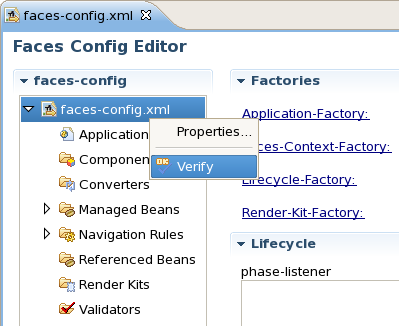 faces-config.xml
Faces Config Editor
faces-config
faces-config.xml
Application
Componen
Converters
Managed Beans
Navigation Rules
Referenced Beans
Render Kits
Validators
Properties...
Verify
Factories
Application-Factory:
ces-Context-Factory:
Lifecycle-Factory:
Render-Kit-Factory:
Lifecycle
phase-listener